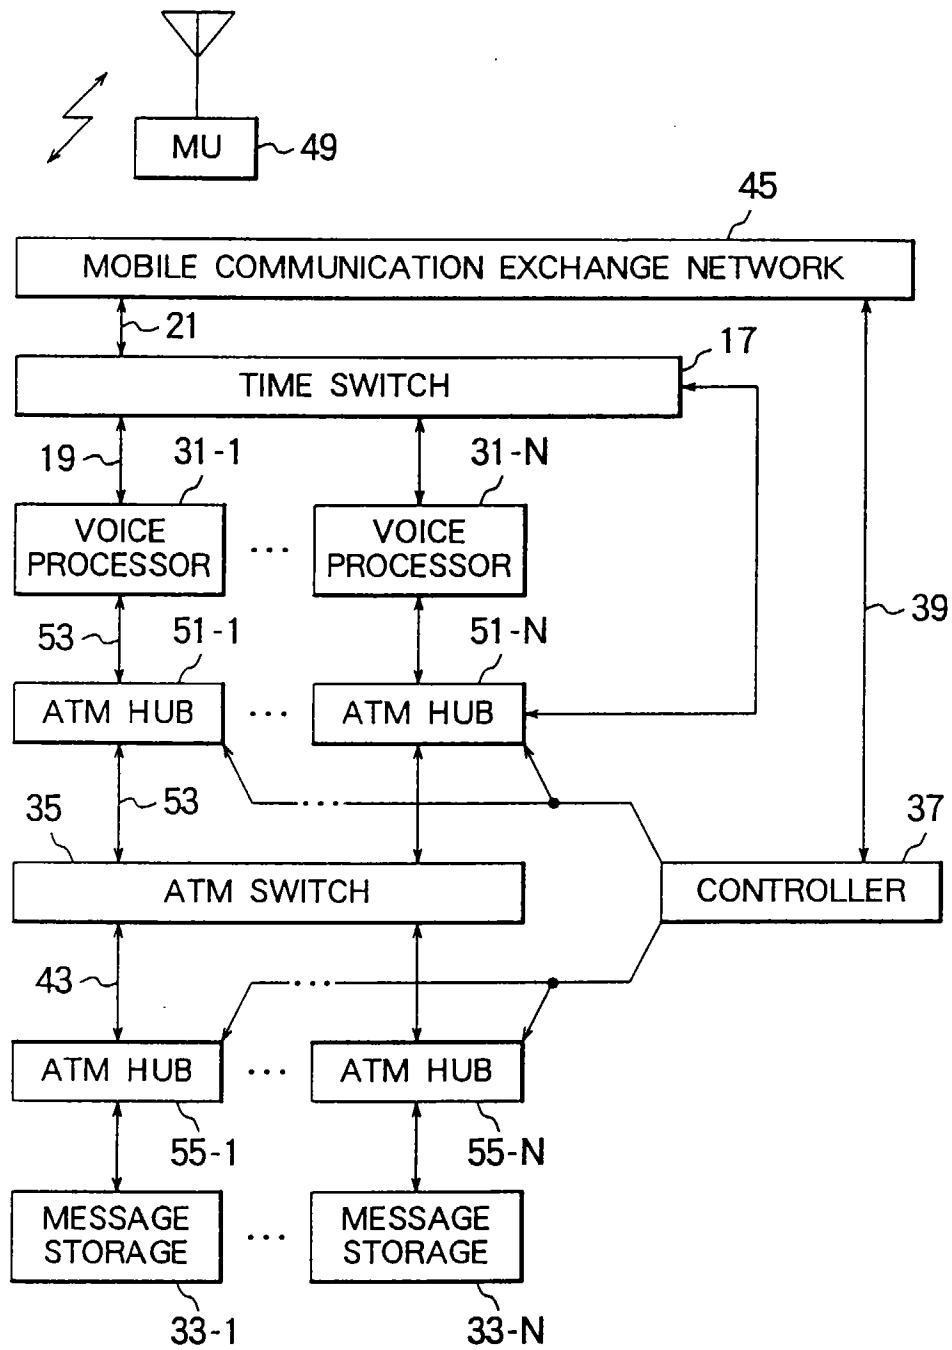 MU 49
45
MOBILE COMMUNICATION EXCHANGE NETWORK
21
17
TIME SWITCH
19 31-1 31-N
VOICE PROCESSOR ... VOICE PROCESSOR
39
53 51-1 51-N
ATM HUB ... ATM HUB
...
35 53 37
ATM SWITCH CONTROLLER
43 ...
ATM HUB ... ATM HUB
55-1 55-N
MESSAGE STORAGE ... MESSAGE STORAGE
33-1 33-N